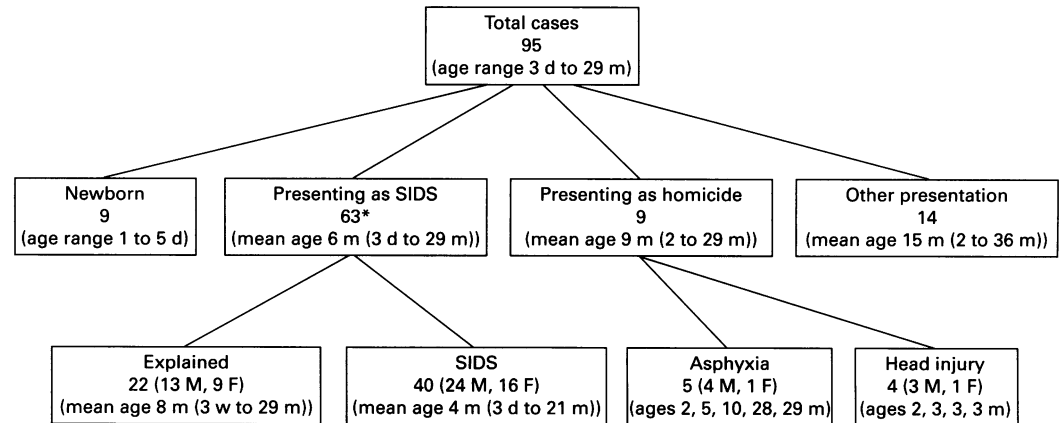 Total cases
95
(age range 3 d to 29 m)
Newborn
9
(age range 1 to 5 d)
Presenting as SIDS
63*
(mean age 6 m (3 d to 29 m))
Presenting as homicide
9
(mean age 9 m (2 to 29 m))
Other presentation
14
(mean age 15 m (2 to 36 m))
Explained
22 (13 M, 9 F)
(mean age 8 m (3 w to 29 m))
SIDS
40 (24 M, 16 F)
(mean age 4 m (3 d to 21 m))
Asphyxia
5 (4 M, 1 F)
(ages 2, 5, 10, 28, 29 m)
Head injury
4 (3 M, 1 F)
(ages 2, 3, 3, 3 m)